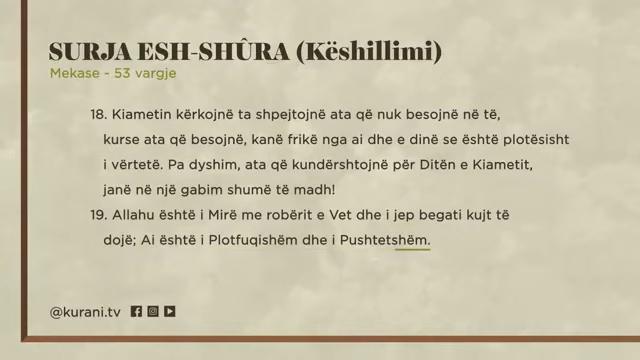 SURJA ESH-SHÛRA (Këshillimi)
Mekase - 53 vargje
18. Kiametin kërkojnë ta shpejtojnë ata që nuk besojnë në të,
kurse ata që besojnë, kanë frikë nga ai dhe e dinë se është plotësisht
i vërtetë. Pa dyshim, ata që kundërshtojnë për Ditën e Kiametit,
janë në një gabim shumë të madh!
19. Allahu është i Mirë me robërit e Vet dhe i jep begati kujt të
dojë; Ai është i Plotfuqishëm dhe i Pushtetshëm.
@kurani.tv